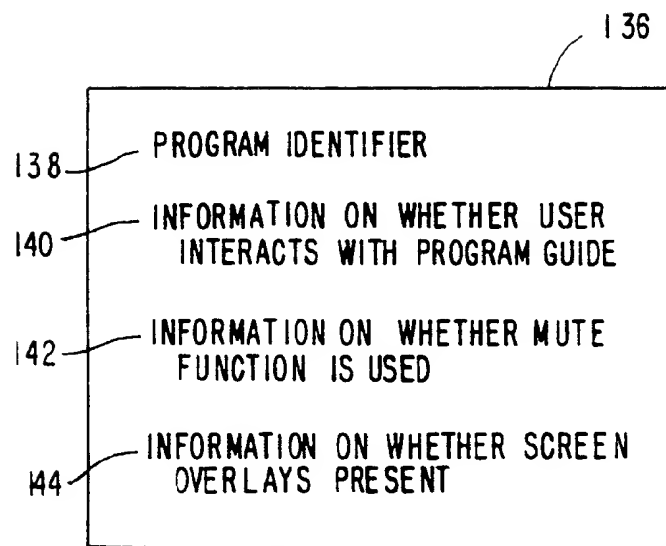 136
138 PROGRAM IDENTIFIER
140 INFORMATION ON WHETHER USER
INTERACTS WITH PROGRAM GUIDE
142 INFORMATION ON WHETHER MUTE
FUNCTION IS USED
144 INFORMATION ON WHETHER SCREEN
OVERLAYS PRESENT